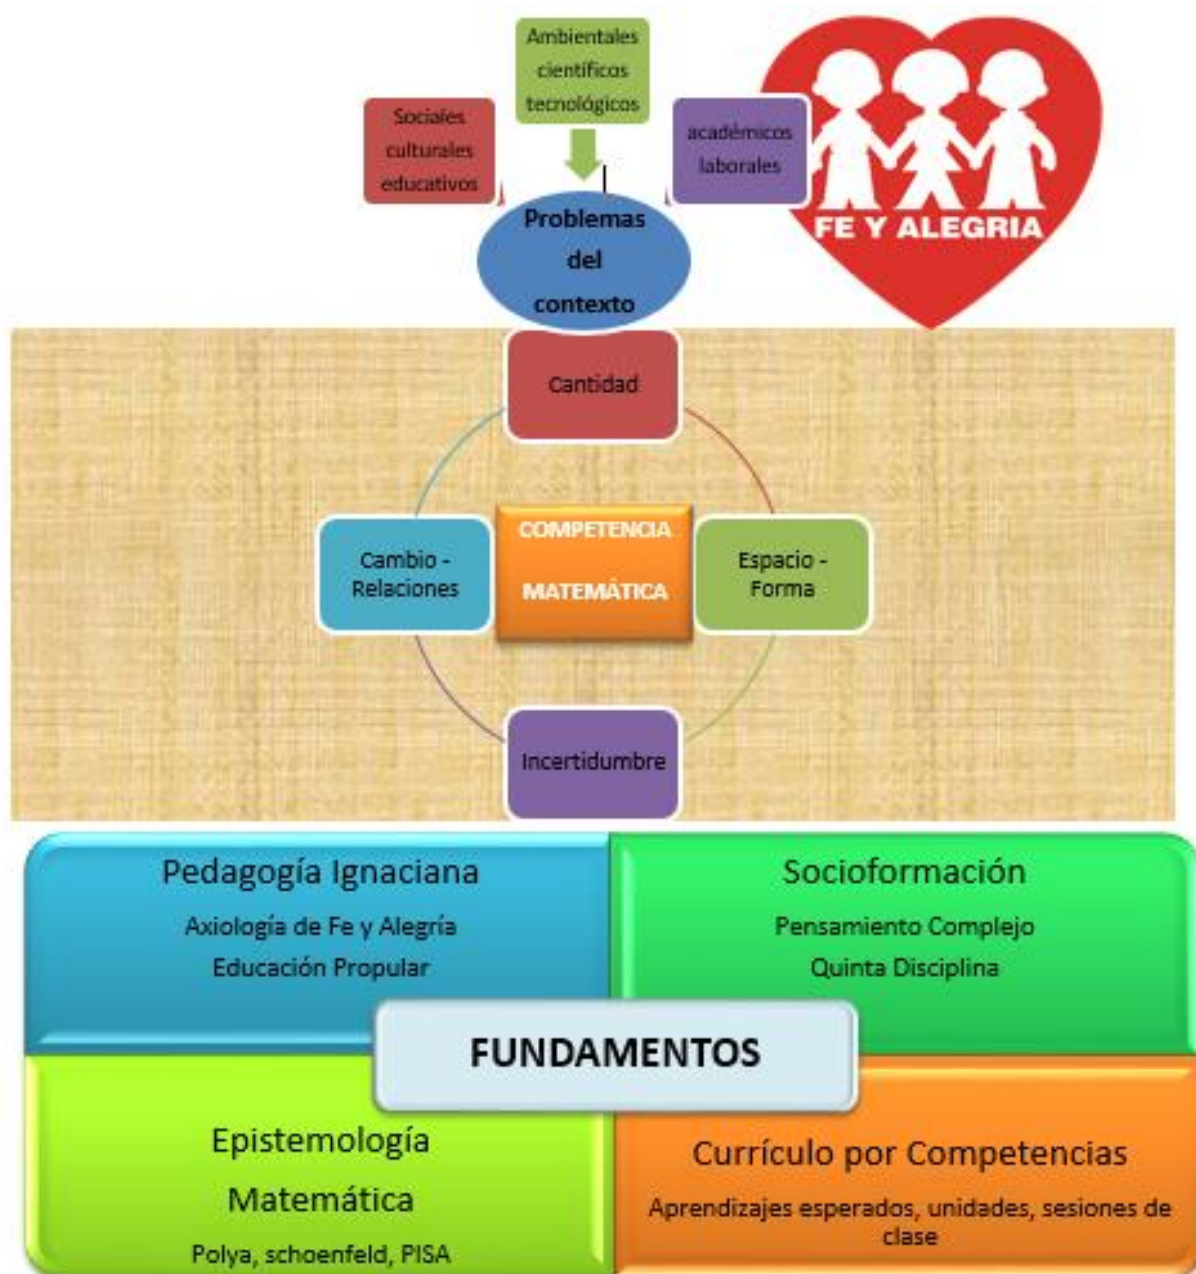 Ambientales
científicos
tecnológicos
Sociales
culturales
educativos
académicos
laborales
FE Y ALEGRIA
Problemas
del
contexto
Cantidad
Cambio -
Relaciones
COMPETENCIA
MATEMÁTICA
Espacio -
Forma
Incertidumbre
Pedagogía Ignaciana
Axiología de Fe y Alegría
Educación Propular
Socioformación
Pensamiento Complejo
Quinta Disciplina
FUNDAMENTOS
Epistemología
Matemática
Polya, schoenfeld, PISA
Currículo por Competencias
Aprendizajes esperados, unidades, sesiones de
clase